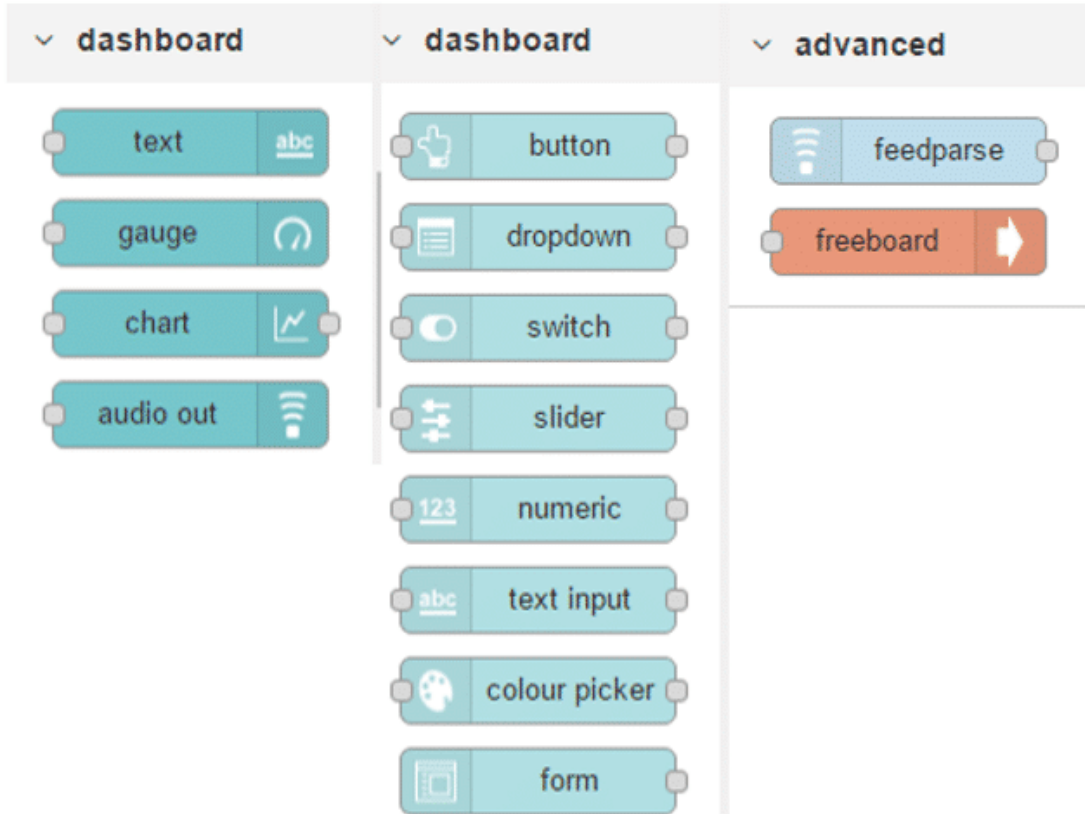 dashboard
text abc
gauge
chart
audio out
dashboard
button
dropdown
switch
slider
123 numeric
abc text input
colour picker
form
advanced
feedparse
freeboard